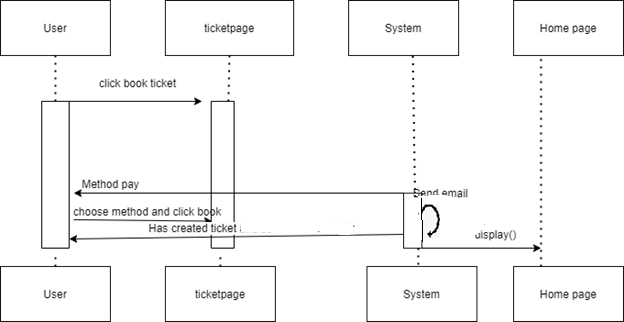 User
ticketpage
System
Home page
click book ticket
Method pay
Send email
choose method and click book
Has created ticket
display()
User
ticketpage
System
Home page